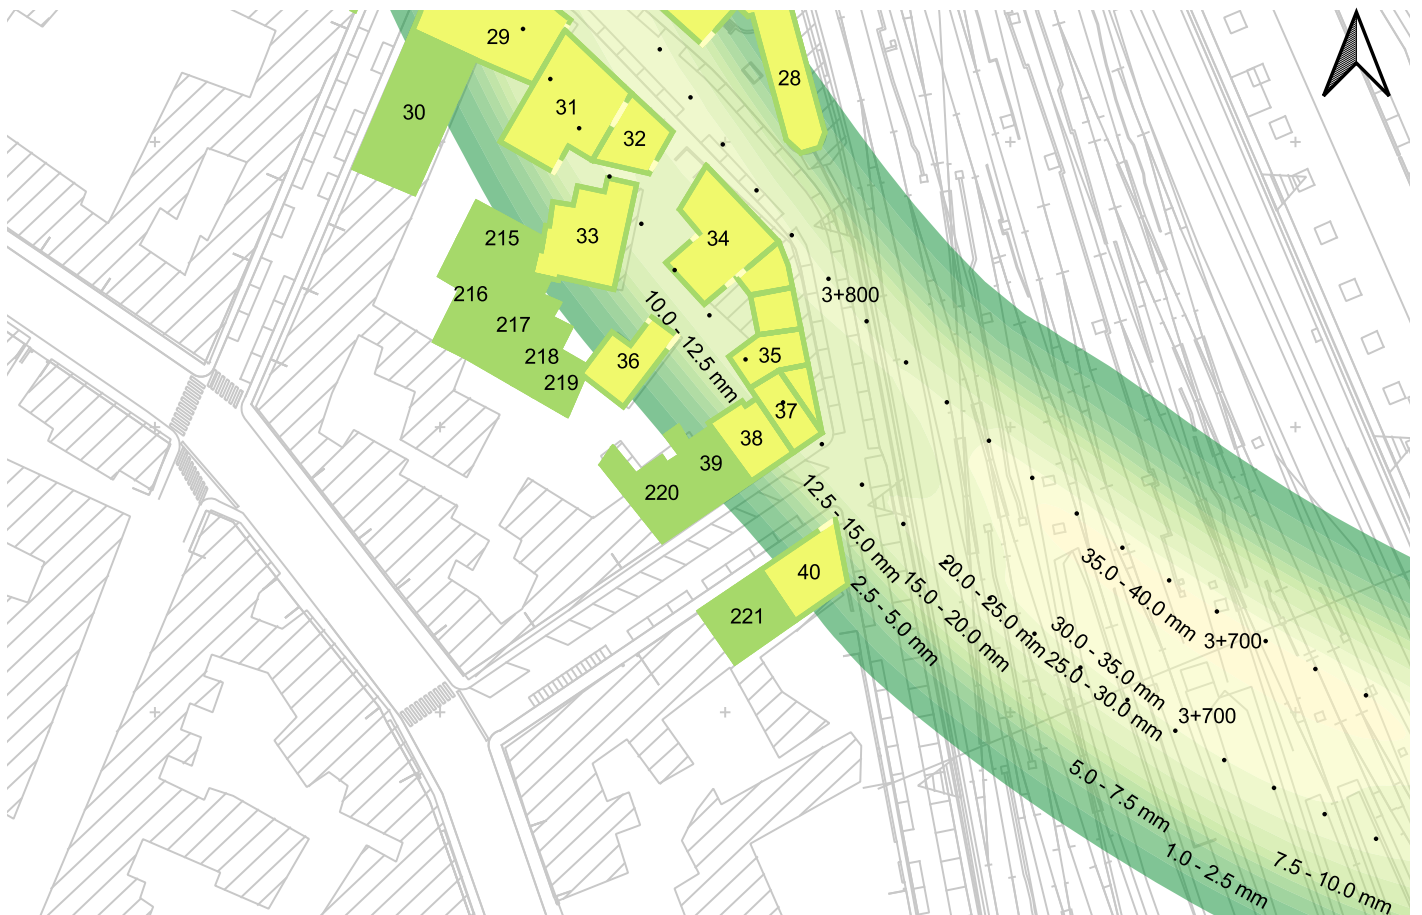 29
28
30
31
32
33
34
215
216
3+800
217
10.0 - 12.5 mm
218
36
35
219
37
38
39
220
12.5 - 15.0 mm
40
35.0 - 40.0 mm
20.0 - 25.0 mm
15.0 - 20.0 mm
2.5 - 5.0 mm
221
30.0 - 35.0 mm
3+700
25.0 - 30.0 mm
3+700
5.0 - 7.5 mm
1.0 - 2.5 mm
7.5 - 10.0 mm